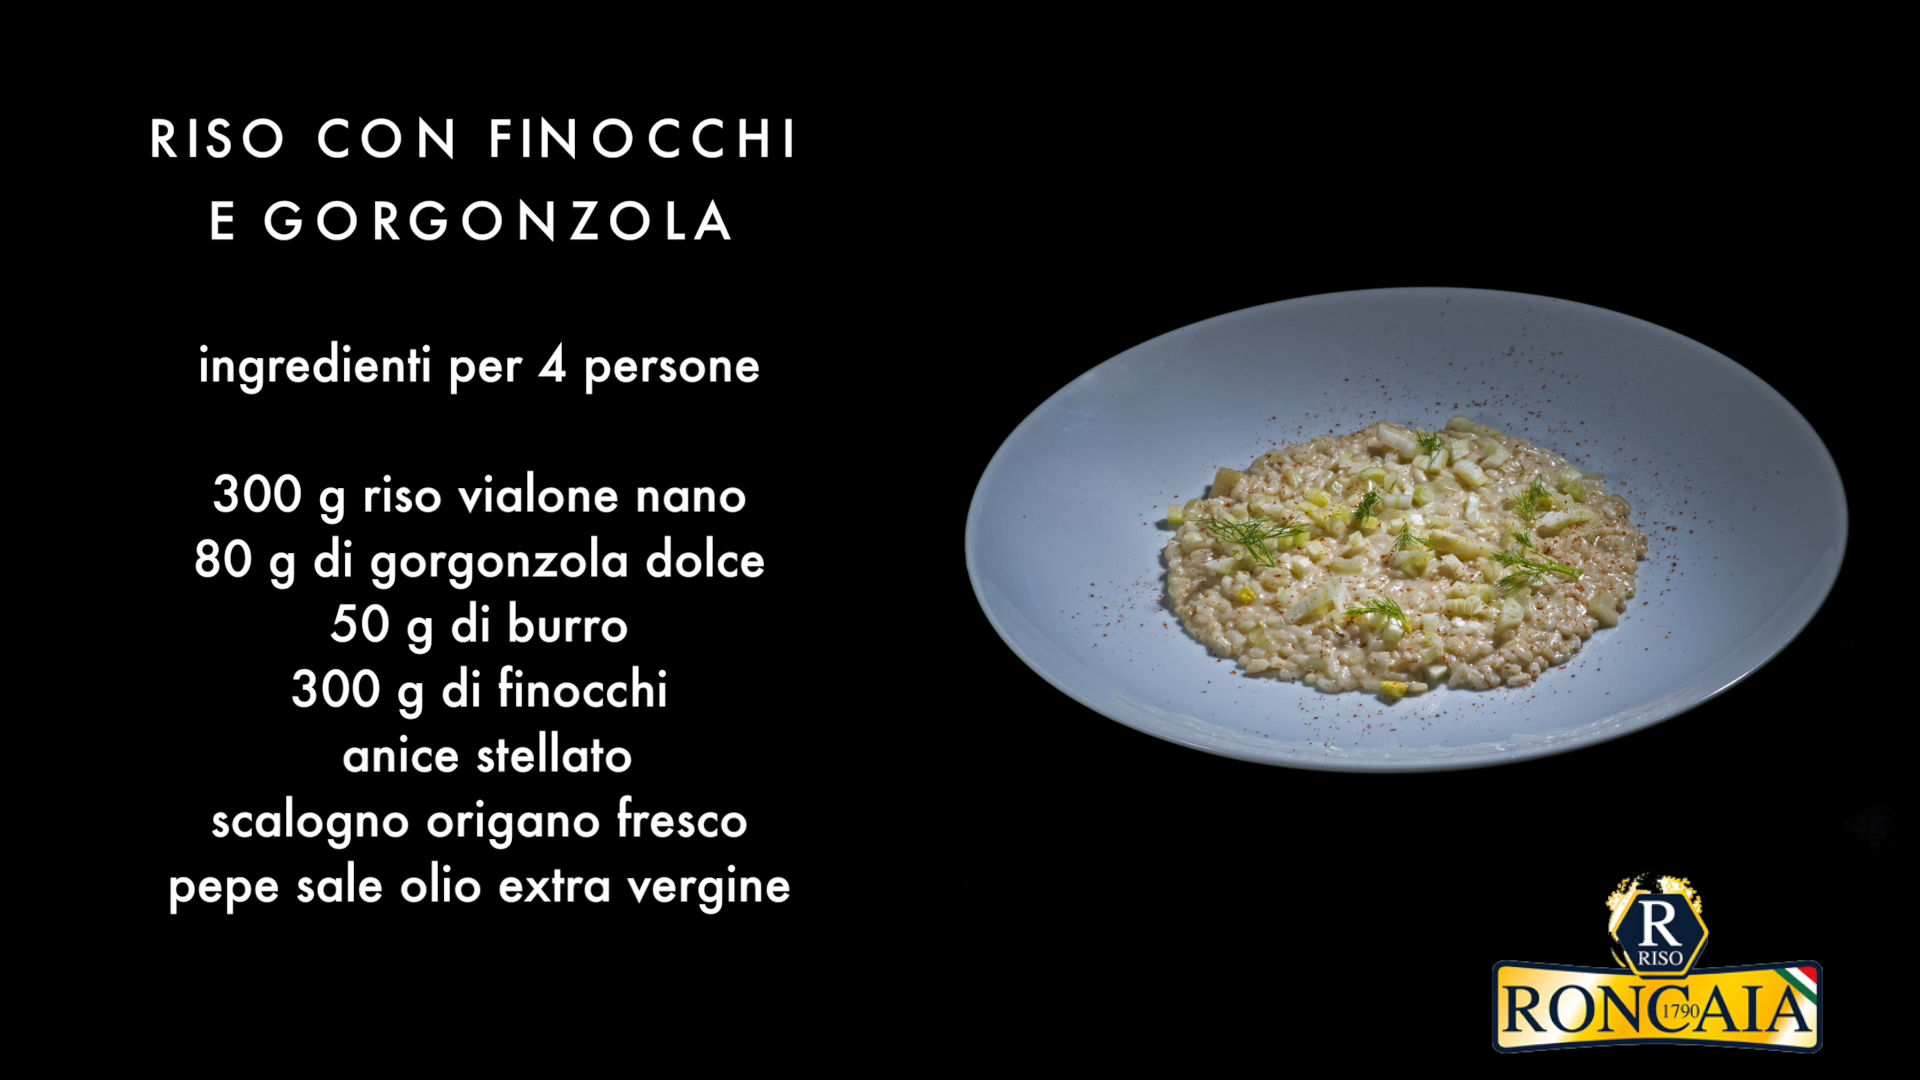 RISO CON FINOCCHI
E GORGONZOLA
ingredienti per 4 persone
300 g riso vialone nano
80 g di gorgonzola dolce
50 g di burro
300 g di finocchi
anice stellato
scalogno origano fresco
pepe sale olio extra vergine
R
RISO
RONCAIA
1790